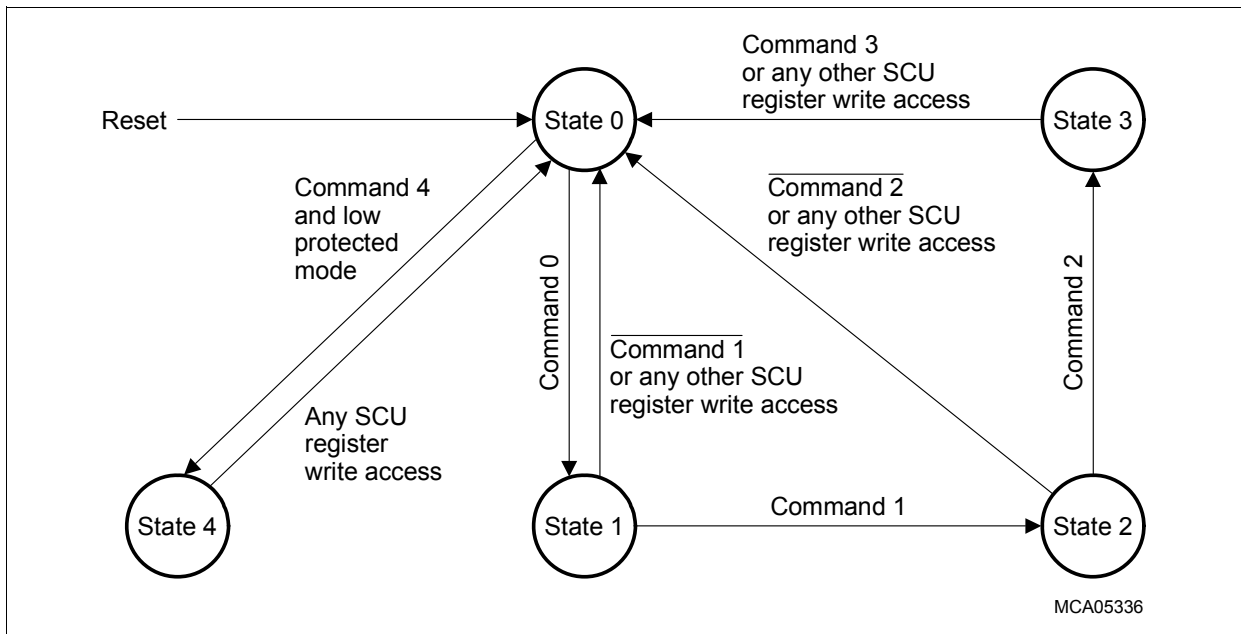 Command 3
or any other SCU
register write access
Reset
State 0
State 3
Command 4
and low
protected
mode
Command 2
or any other SCU
register write access
Command 0
Command 2
Command 1
or any other SCU
register write access
Any SCU
register
write access
State 4
State 1
Command 1
State 2
MCA05336